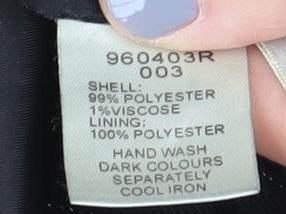 960403R
003
SHELL:
99% POLYESTER
1%VISCOSE
LINING:
100% POLYESTER
HAND WASH
DARK COLOURS
SEPARATELY
COOL IRON